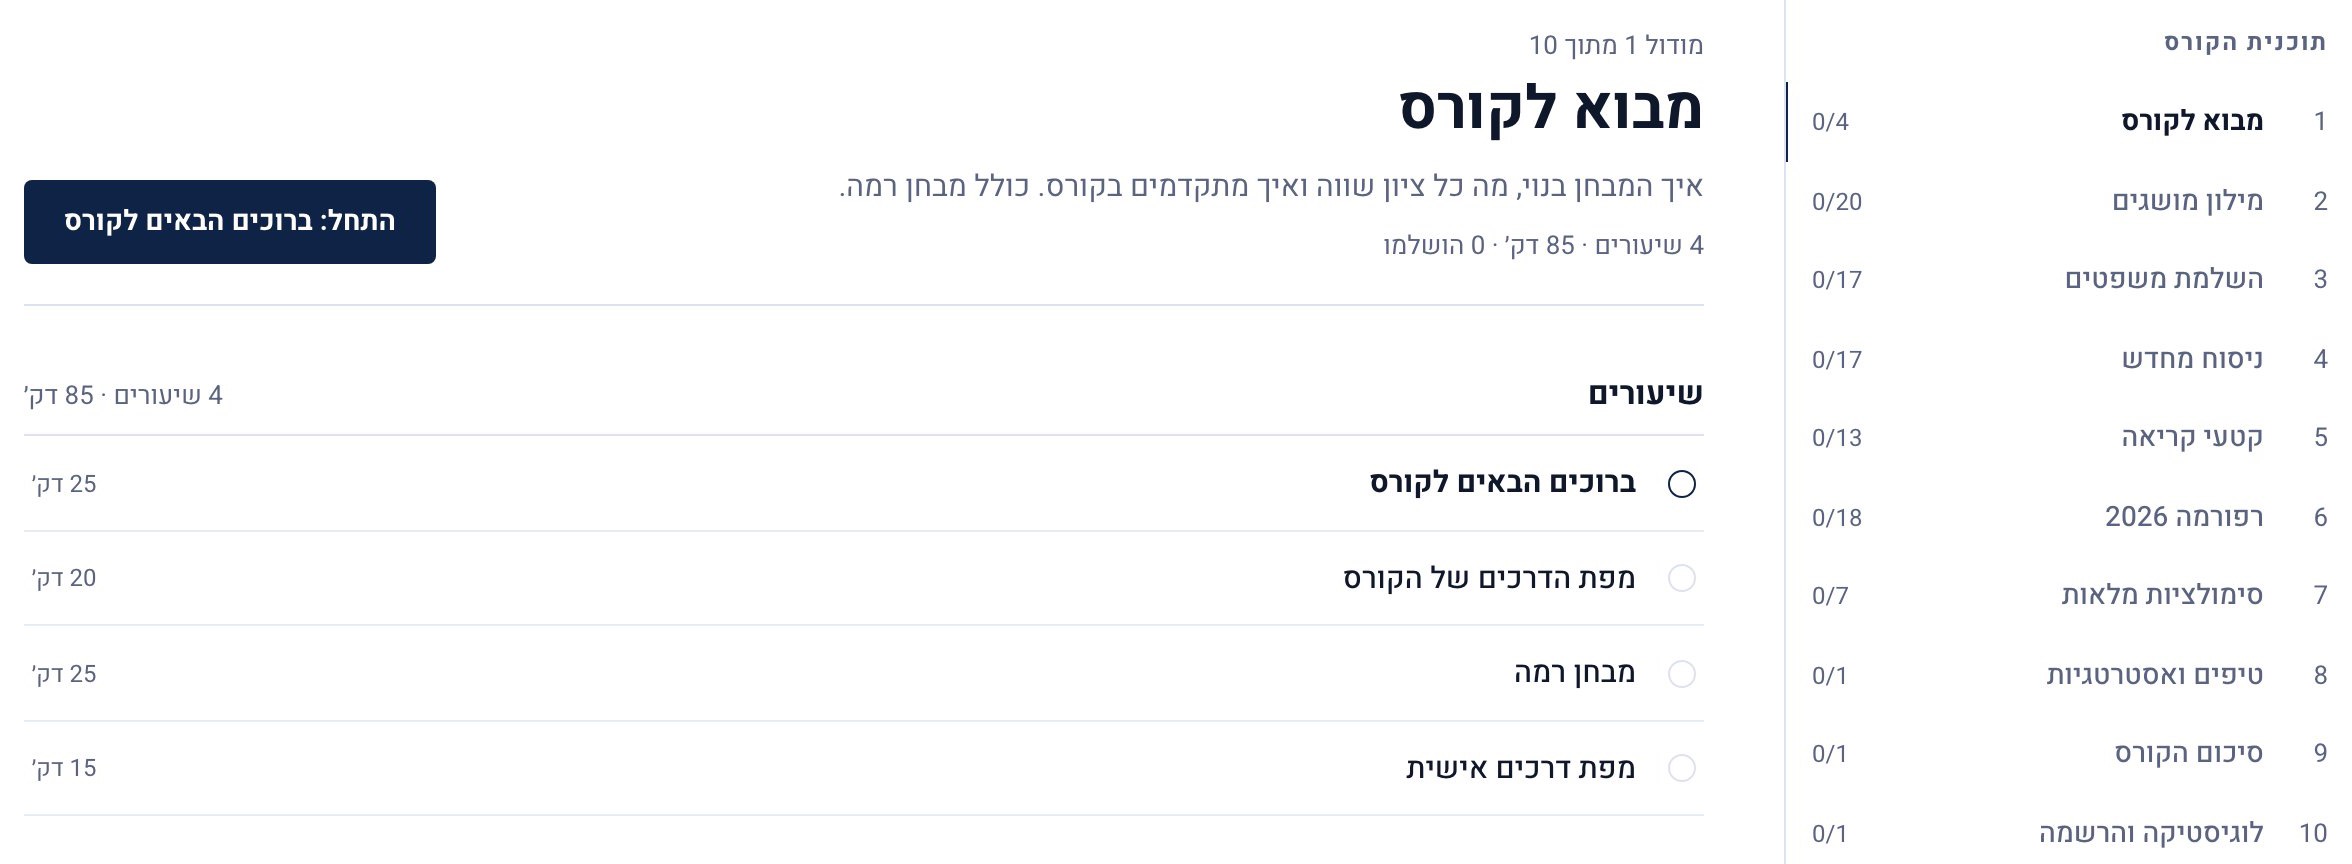 תוכנית הקורס
1 מבוא לקורס 0/4
2 מילון מושגים 0/20
3 השלמת משפטים 0/17
4 ניסוח מחדש 0/17
5 קטעי קריאה 0/13
6 רפורמה 2026 0/18
7 סימולציות מלאות 0/7
8 טיפים ואסטרטגיות 0/1
9 סיכום הקורס 0/1
10 לוגיסטיקה והרשמה 0/1
מודול 1 מתוך 10
מבוא לקורס
איך המבחן בנוי, מה כל ציון שווה ואיך מתקדמים בקורס. כולל מבחן רמה.
4 שיעורים · 85 דק׳ · 0 הושלמו
התחל: ברוכים הבאים לקורס
שיעורים 4 שיעורים · 85 דק׳
ברוכים הבאים לקורס 25 דק׳
מפת הדרכים של הקורס 20 דק׳
מבחן רמה 25 דק׳
מפת דרכים אישית 15 דק׳